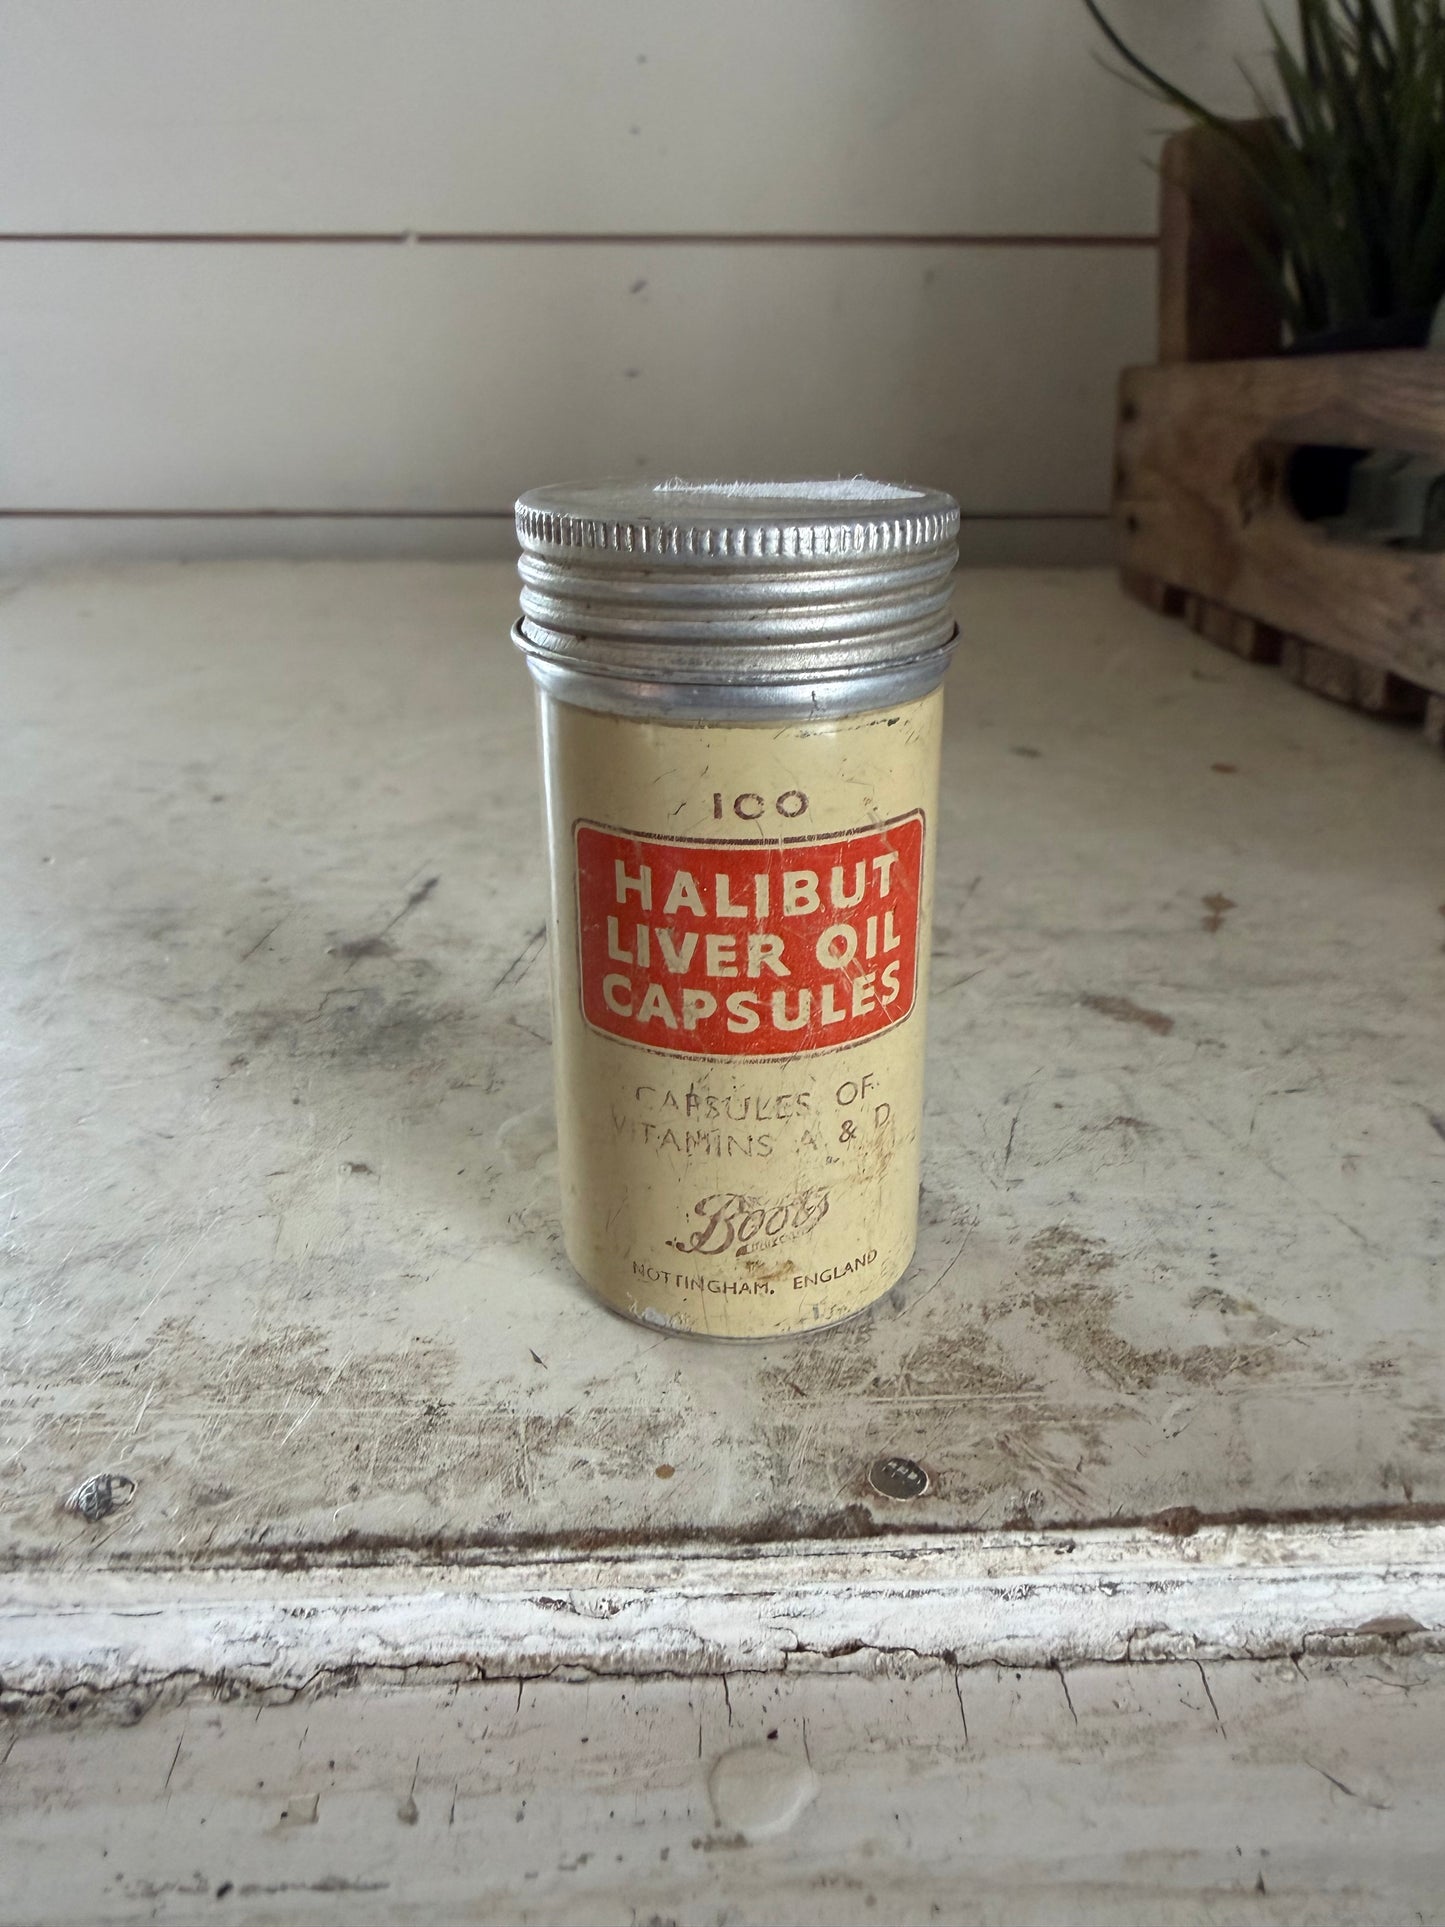 100
HALIBUT
LIVER OIL
CAPSULES
CAPSULES OF
VITAMINS A & D
Boots
NOTTINGHAM. ENGLAND